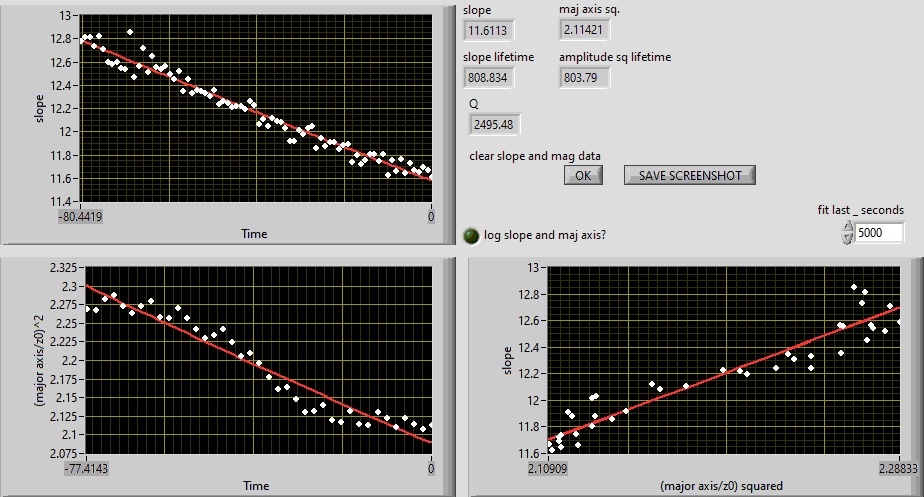 13
12.8
12.6
12.4
12.2
12
11.8
11.6
11.4
slope
-80.4419
0
Time
slope
maj axis sq.
11.6113
2.11421
slope lifetime
amplitude sq lifetime
808.834
803.79
Q
2495.48
clear slope and mag data
OK
SAVE SCREENSHOT
fit last _ seconds
log slope and maj axis?
5000
2.325
2.3
2.275
2.25
2.225
2.2
2.175
2.15
2.125
2.1
2.075
(major axis/z0)^2
-77.4143
0
Time
13
12.8
12.6
12.4
12.2
12
11.8
11.6
slope
2.10909
2.28833
(major axis/z0) squared